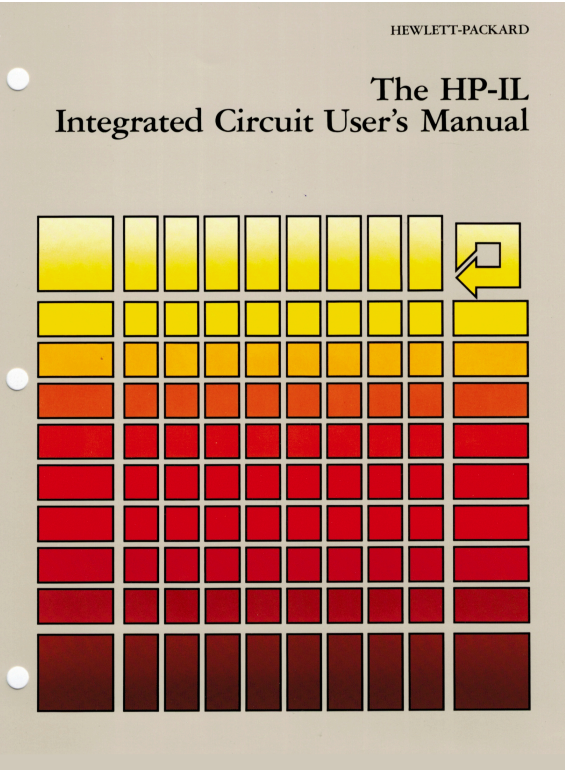 HEWLETT-PACKARD
The HP-IL
Integrated Circuit User's Manual